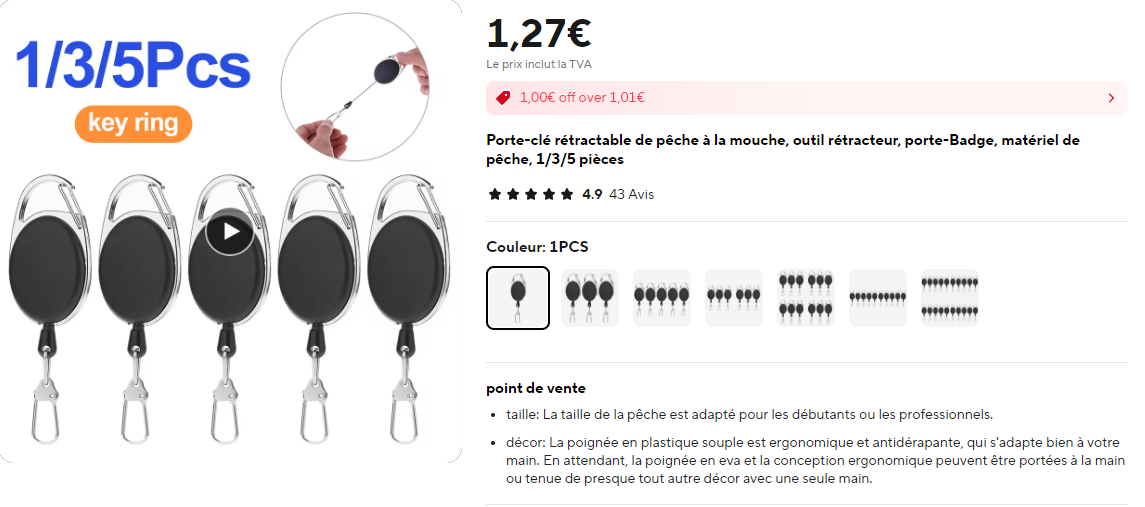 1/3/5Pcs
key ring
1,27€
Le prix inclut la TVA
1,00€ off over 1,01€
Porte-clé rétractable de pêche à la mouche, outil rétracteur, porte-Badge, matériel de
pêche, 1/3/5 pièces
4.9 43 Avis
Couleur: 1PCS
point de vente
taille: La taille de la pêche est adapté pour les débutants ou les professionnels.
décor: La poignée en plastique souple est ergonomique et antidérapante, qui s'adapte bien à votre
main. En attendant, la poignée en eva et la conception ergonomique peuvent être portées à la main
ou tenue de presque tout autre décor avec une seule main.